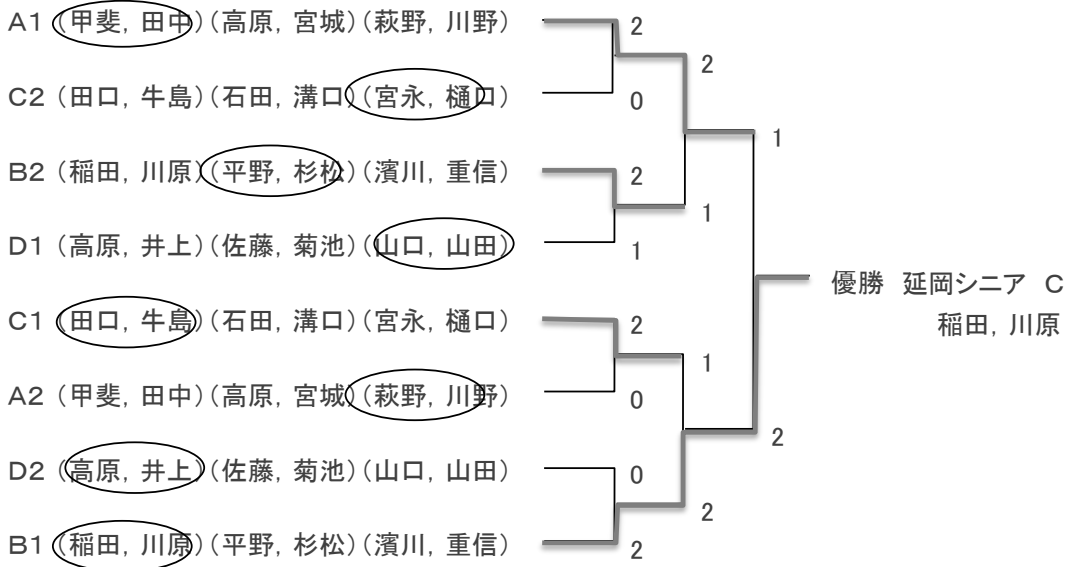 A1 (甲斐, 田中)(高原, 宮城)(萩野, 川野)
2
2
C2 (田口, 牛島)(石田, 溝口)(宮永, 樋口)
0
1
B2 (稲田, 川原)(平野, 杉松)(濱川, 重信)
2
1
D1 (高原, 井上)(佐藤, 菊池)(山口, 山田)
1
優勝 延岡シニア C
稲田, 川原
C1 (田口, 牛島)(石田, 溝口)(宮永, 樋口)
2
1
A2 (甲斐, 田中)(高原, 宮城)(萩野, 川野)
0
2
D2 (高原, 井上)(佐藤, 菊池)(山口, 山田)
0
2
B1 (稲田, 川原)(平野, 杉松)(濱川, 重信)
2